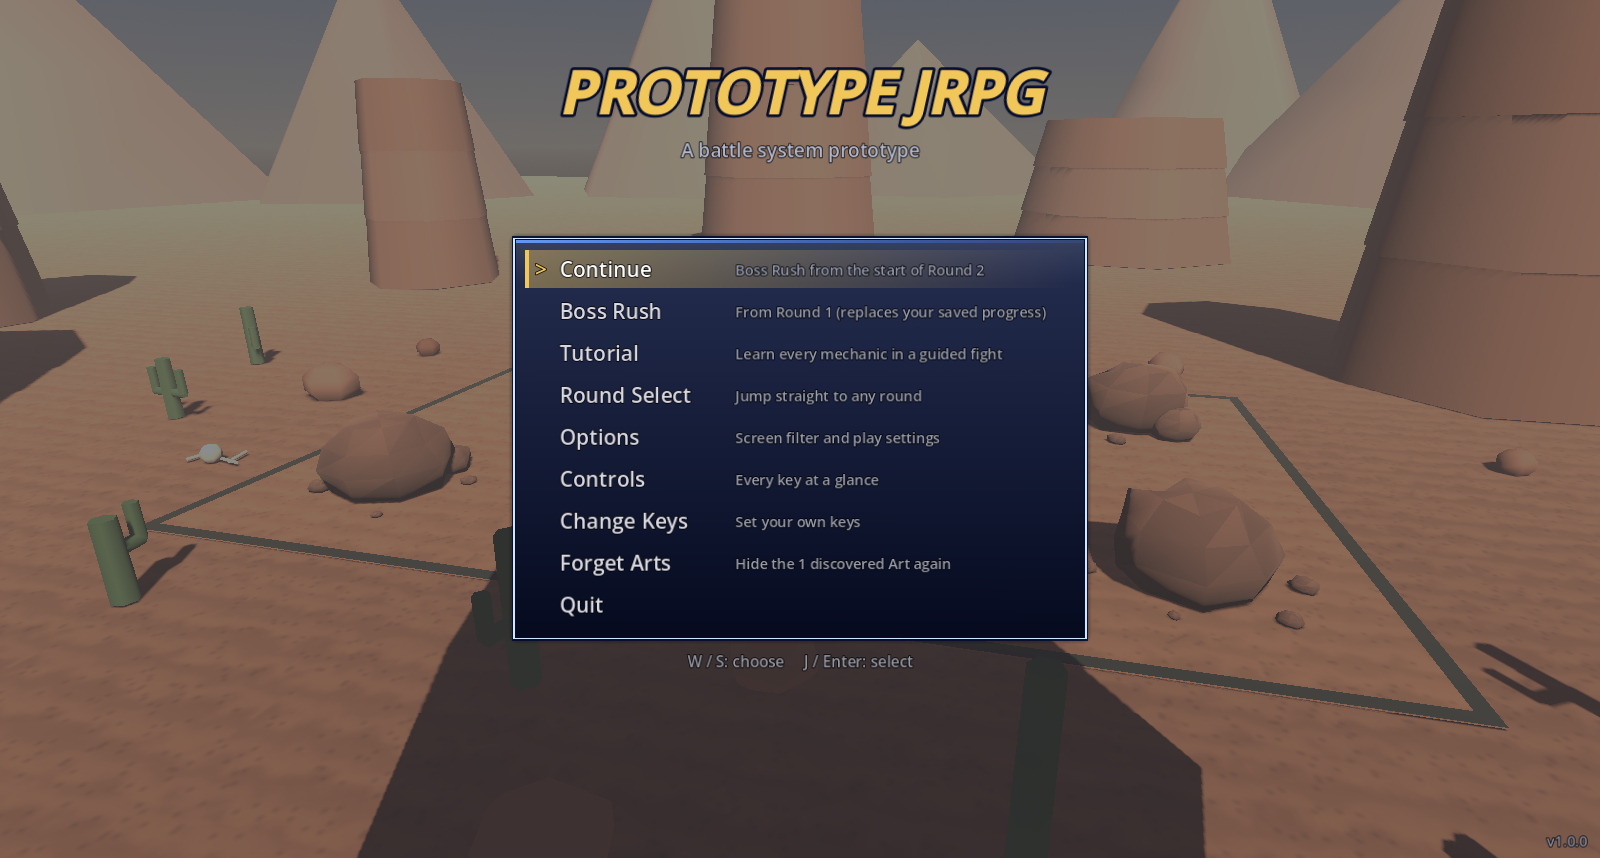 PROTOTYPE JRPG
A battle system prototype
> Continue Boss Rush from the start of Round 2
Boss Rush From Round 1 (replaces your saved progress)
Tutorial Learn every mechanic in a guided fight
Round Select Jump straight to any round
Options Screen filter and play settings
Controls Every key at a glance
Change Keys Set your own keys
Forget Arts Hide the 1 discovered Art again
Quit
W / S: choose J / Enter: select
v1.0.0